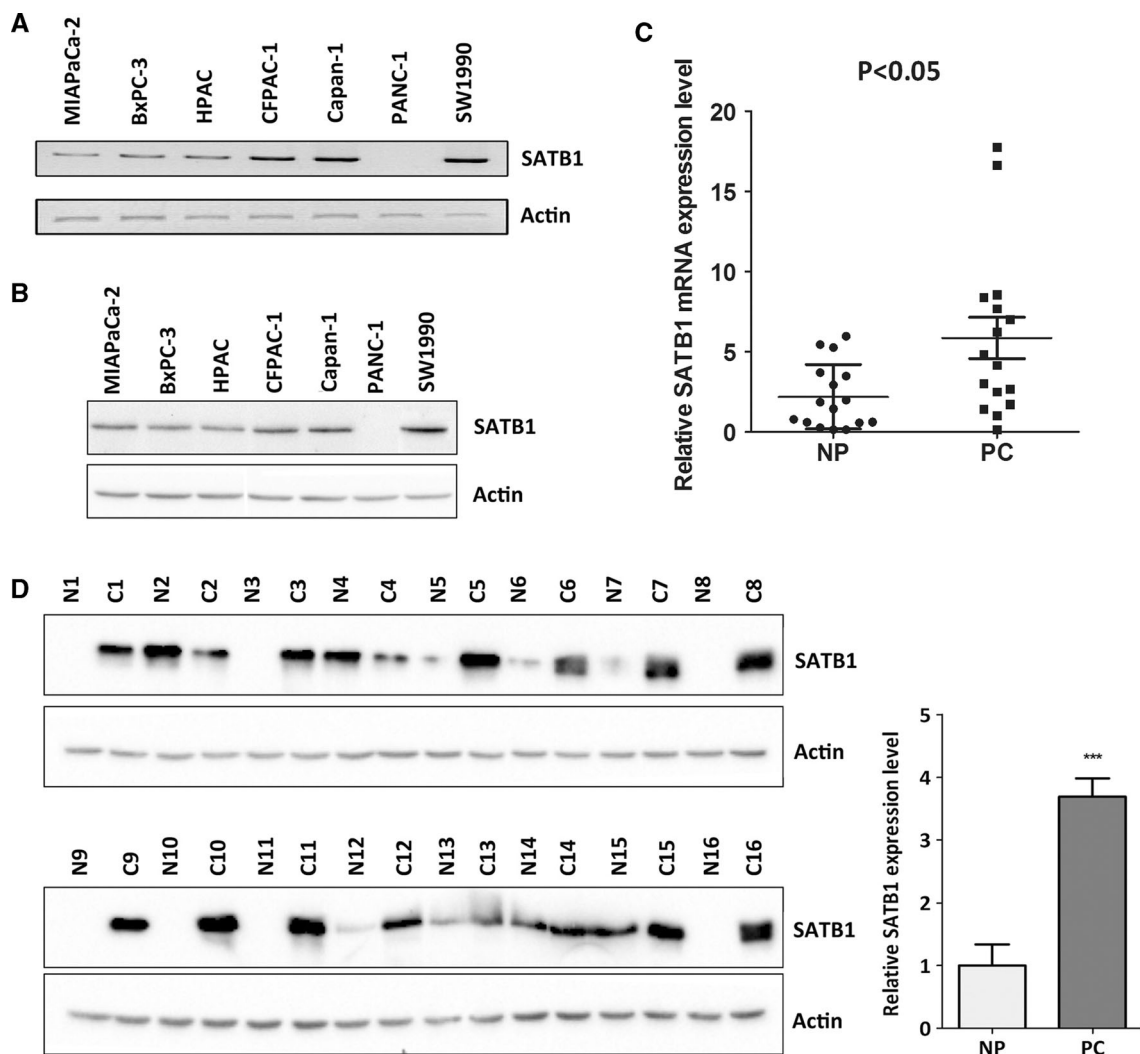 A
MIAPaCa-2 BxPC-3 HPAC CFPAC-1 Capan-1 PANC-1 SW1990
SATB1
Actin
B
MIAPaCa-2 BxPC-3 HPAC CFPAC-1 Capan-1 PANC-1 SW1990
SATB1
Actin
C
P<0.05
Relative SATB1 mRNA expression level
20
15
10
5
0
NP PC
D
N1 C1 N2 C2 N3 C3 N4 C4 N5 C5 N6 C6 N7 C7 N8 C8
SATB1
Actin
N9 C9 N10 C10 N11 C11 N12 C12 N13 C13 N14 C14 N15 C15 N16 C16
SATB1
Actin
Relative SATB1 expression level
5
4
3
2
1
0
***
NP PC